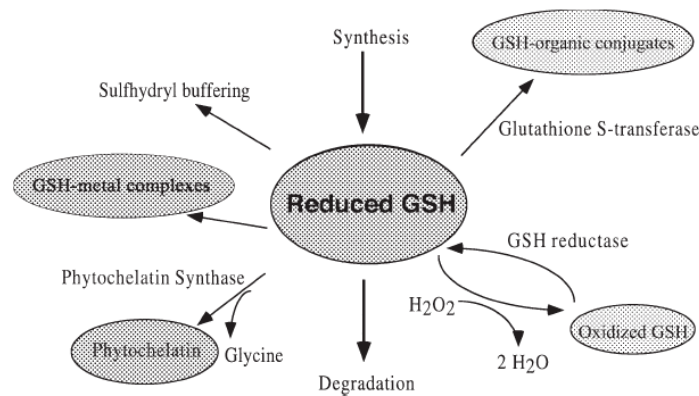 Synthesis
GSH-organic conjugates
Sulfhydryl buffering
Glutathione S-transferase
GSH-metal complexes
Reduced GSH
GSH reductase
Phytochelatin Synthase
H2O2
Oxidized GSH
Phytochelatin
Glycine
2 H2O
Degradation